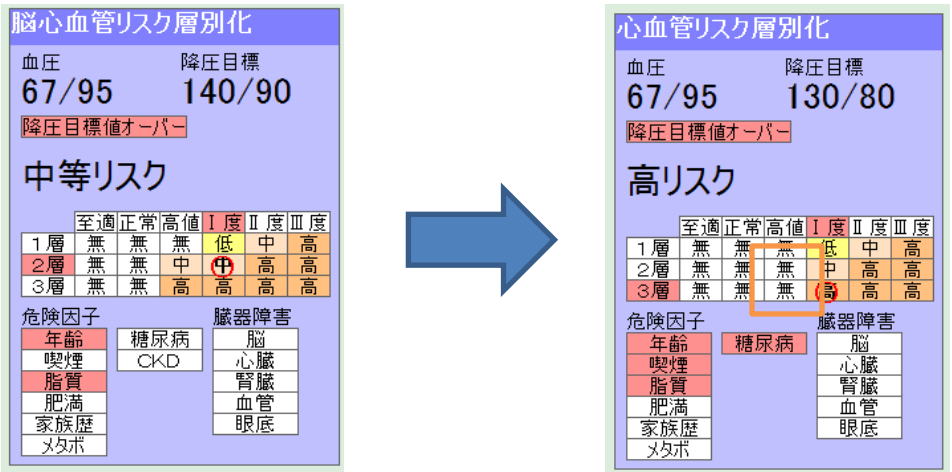 脳心血管リスク層別化
血圧 降圧目標
67/95 140/90
降圧目標値オーバー
中等リスク
至適 正常 高値 Ⅰ度 Ⅱ度 Ⅲ度
1層 無 無 無 低 中 高
2層 無 無 中 中 高 高
3層 無 無 高 高 高 高
危険因子 臓器障害
年齢 糖尿病 脳
喫煙 CKD 心臓
脂質 腎臓
肥満 血管
家族歴 眼底
メタボ
心血管リスク層別化
血圧 降圧目標
67/95 130/80
降圧目標値オーバー
高リスク
至適 正常 高値 Ⅰ度 Ⅱ度 Ⅲ度
1層 無 無 無 低 中 高
2層 無 無 無 中 高 高
3層 無 無 無 高 高 高
危険因子 臓器障害
年齢 糖尿病 脳
喫煙 心臓
脂質 腎臓
肥満 血管
家族歴 眼底
メタボ